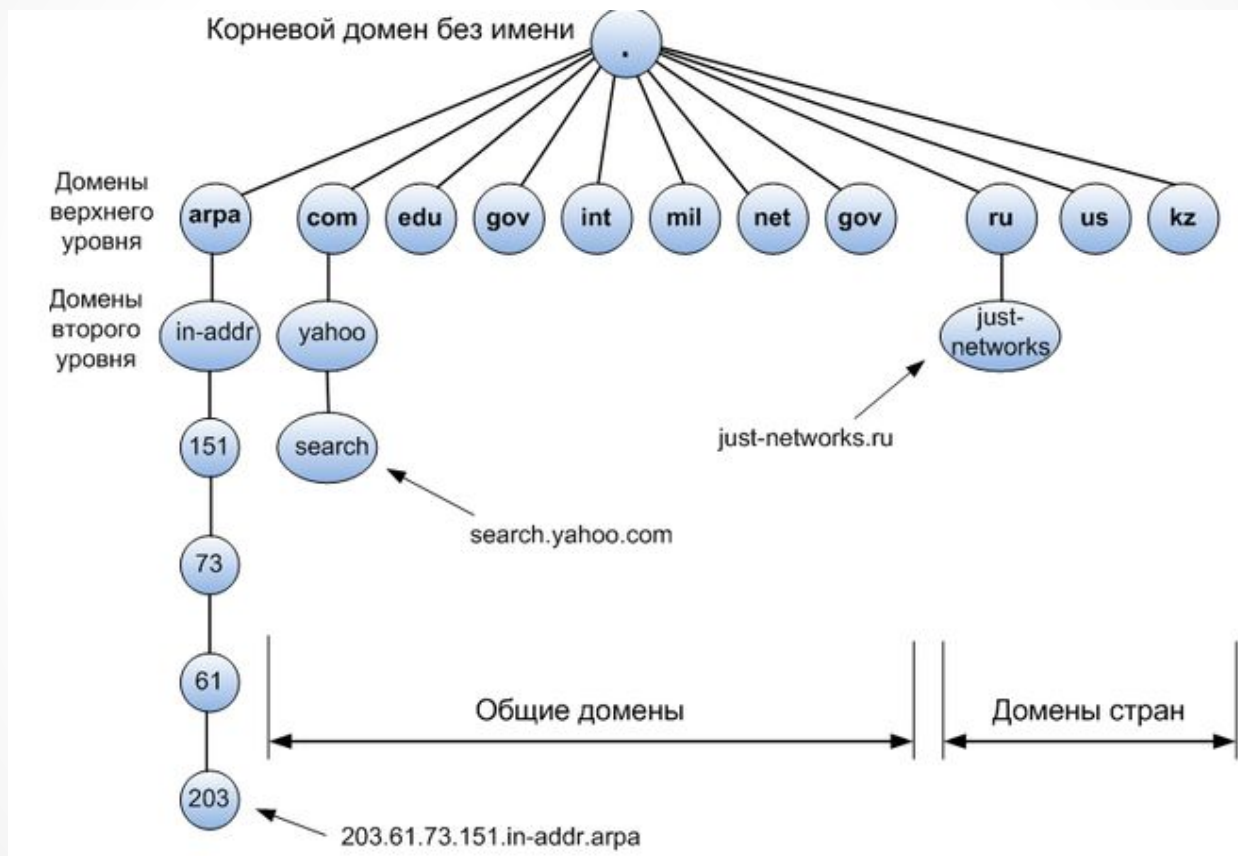 Корневой домен без имени
.
Домены
верхнего
уровня
arpa
com
edu
gov
int
mil
net
gov
ru
us
kz
Домены
второго
уровня
in-addr
yahoo
just-
networks
151
search
just-networks.ru
search.yahoo.com
73
61
Общие домены
Домены стран
203
203.61.73.151.in-addr.arpa